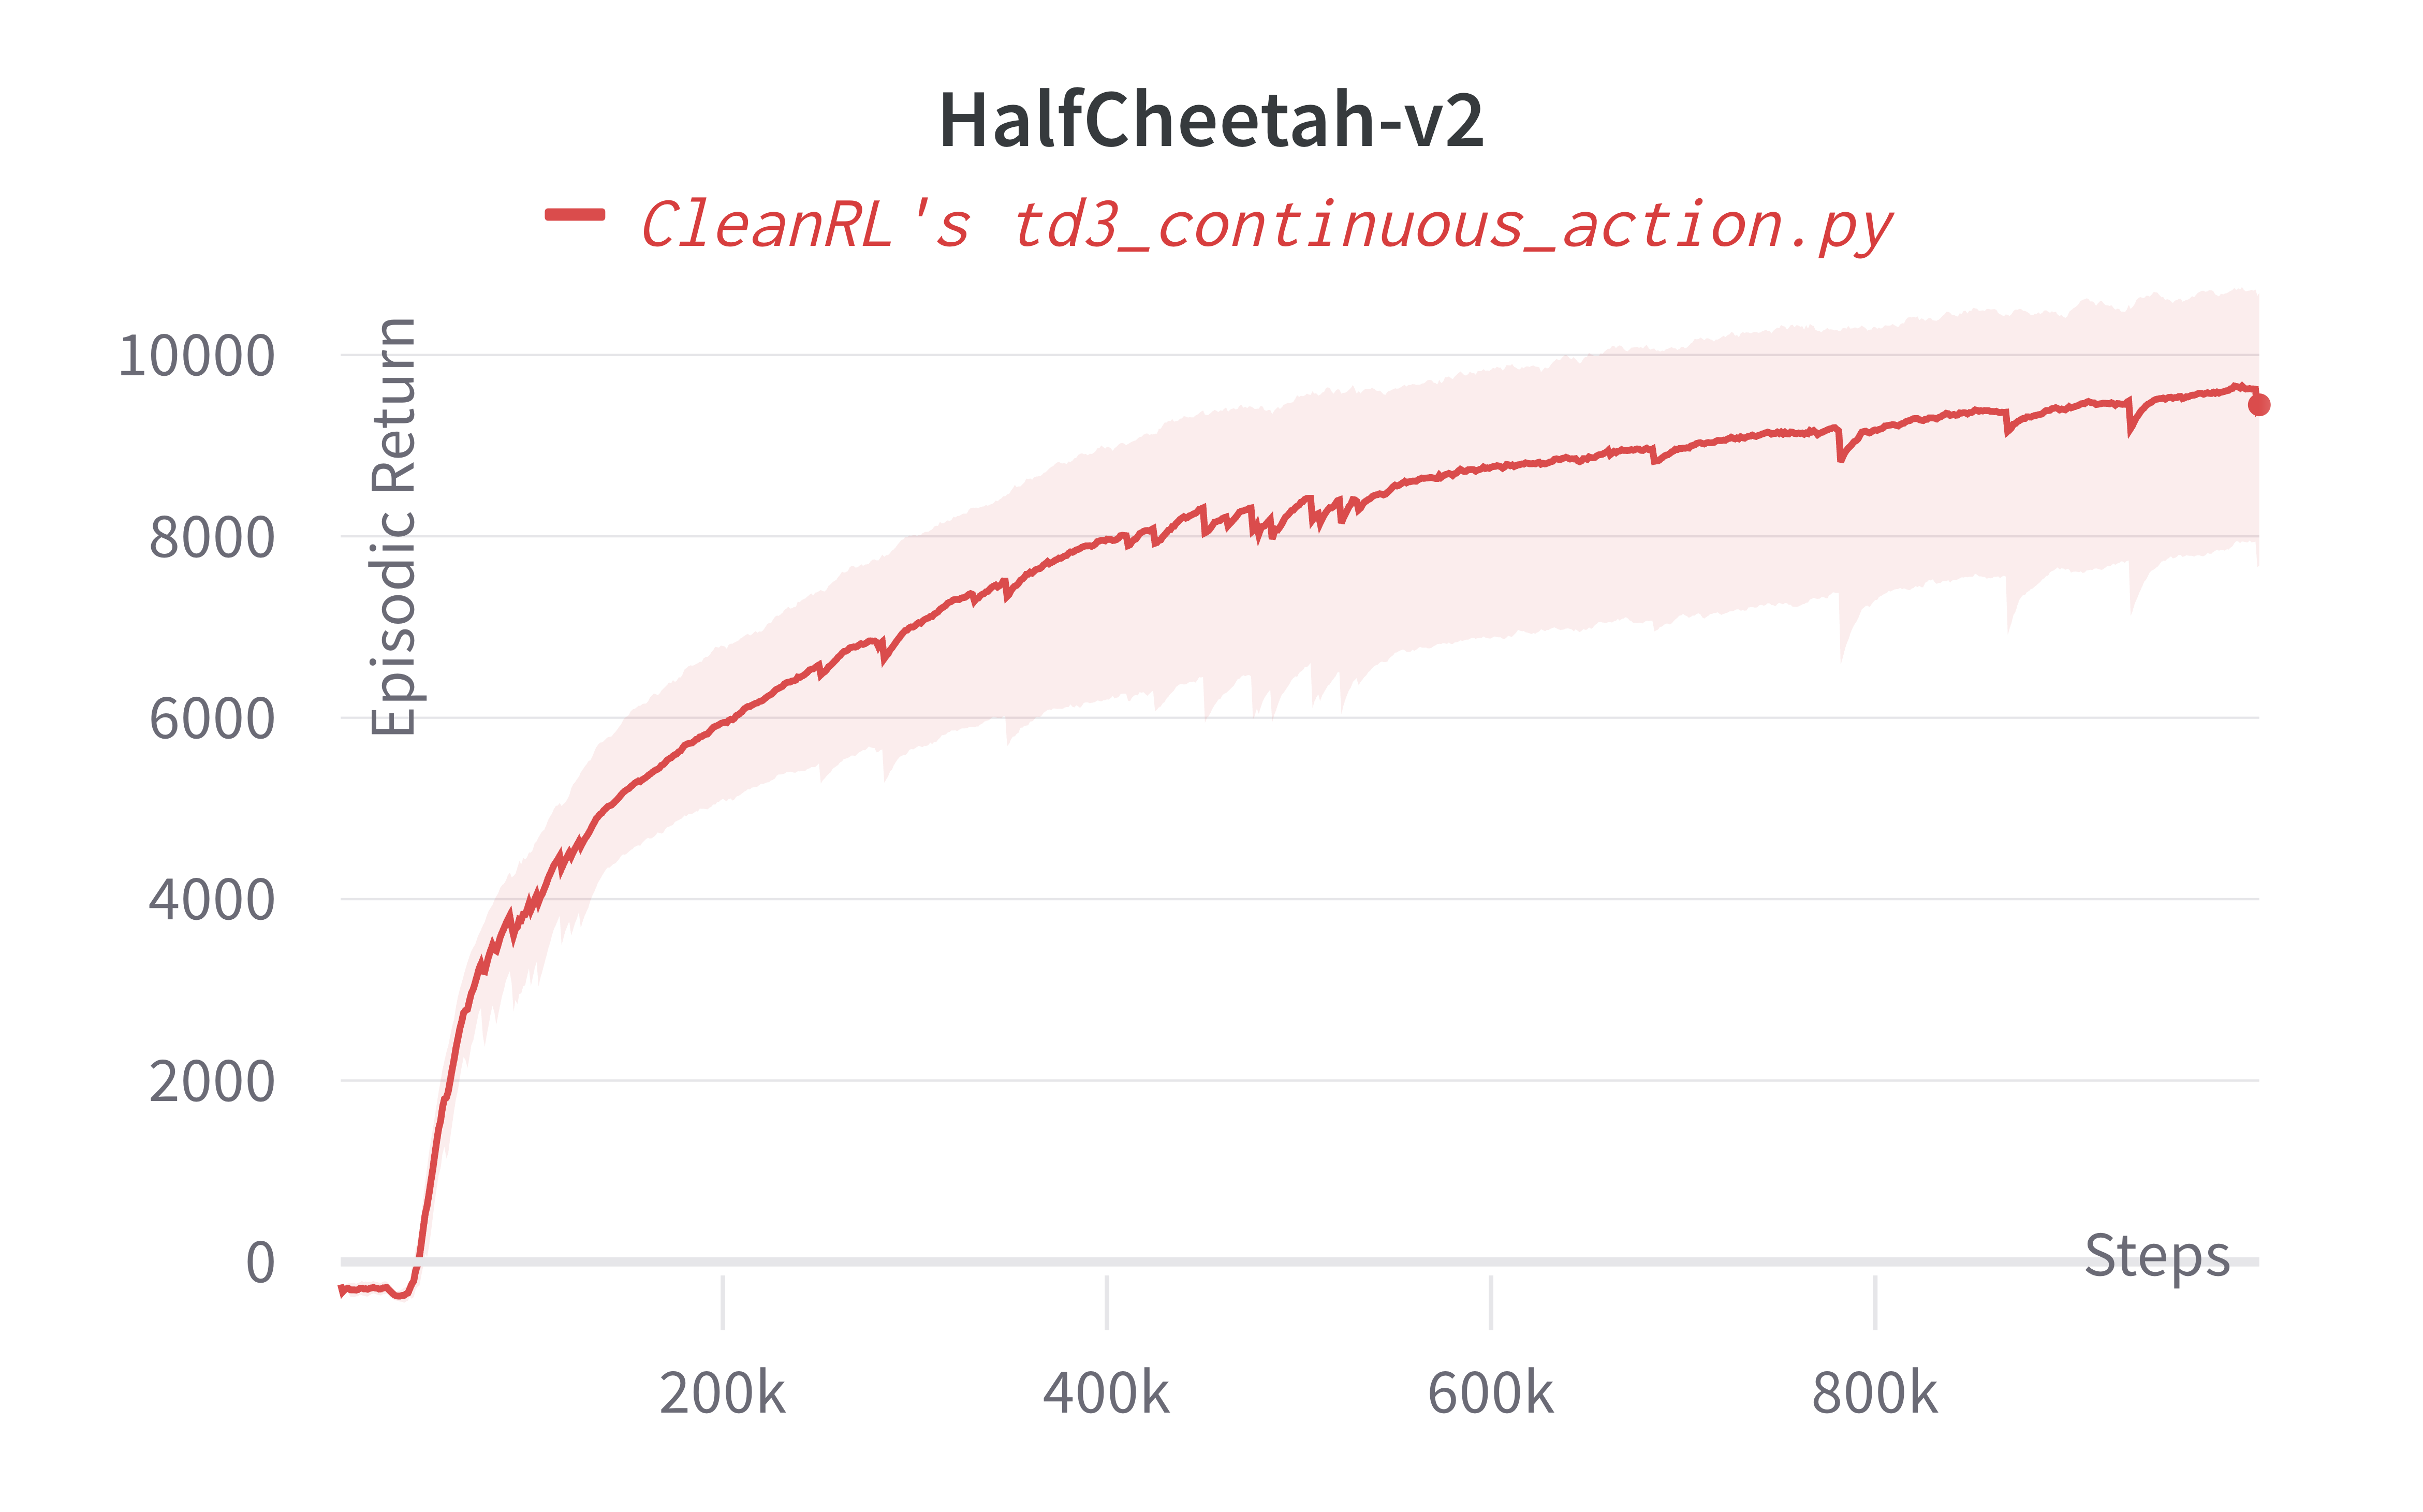 HalfCheetah-v2
CleanRL's td3_continuous_action.py
Episodic Return
10000
8000
6000
4000
2000
0
Steps
200k
400k
600k
800k